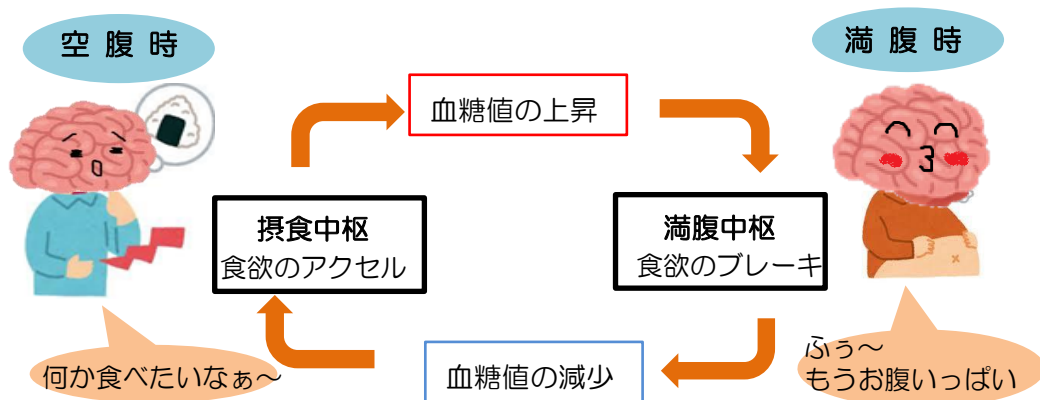 空 腹 時
満 腹 時
血糖値の上昇
摂食中枢
食欲のアクセル
満腹中枢
食欲のブレーキ
何か食べたいなぁ～
血糖値の減少
ふぅ～
もうお腹いっぱい